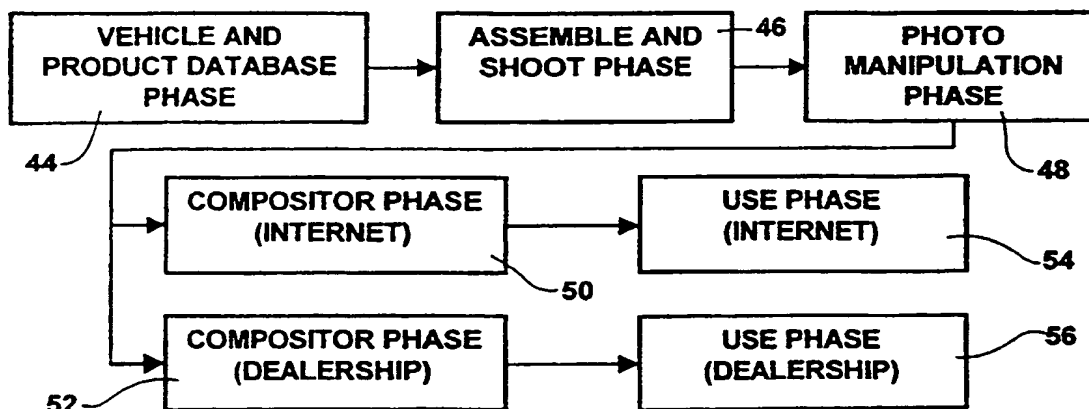 VEHICLE AND
PRODUCT DATABASE
PHASE
44
ASSEMBLE AND
SHOOT PHASE
46
PHOTO
MANIPULATION
PHASE
48
COMPOSITOR PHASE
(INTERNET)
50
USE PHASE
(INTERNET)
54
COMPOSITOR PHASE
(DEALERSHIP)
52
USE PHASE
(DEALERSHIP)
56